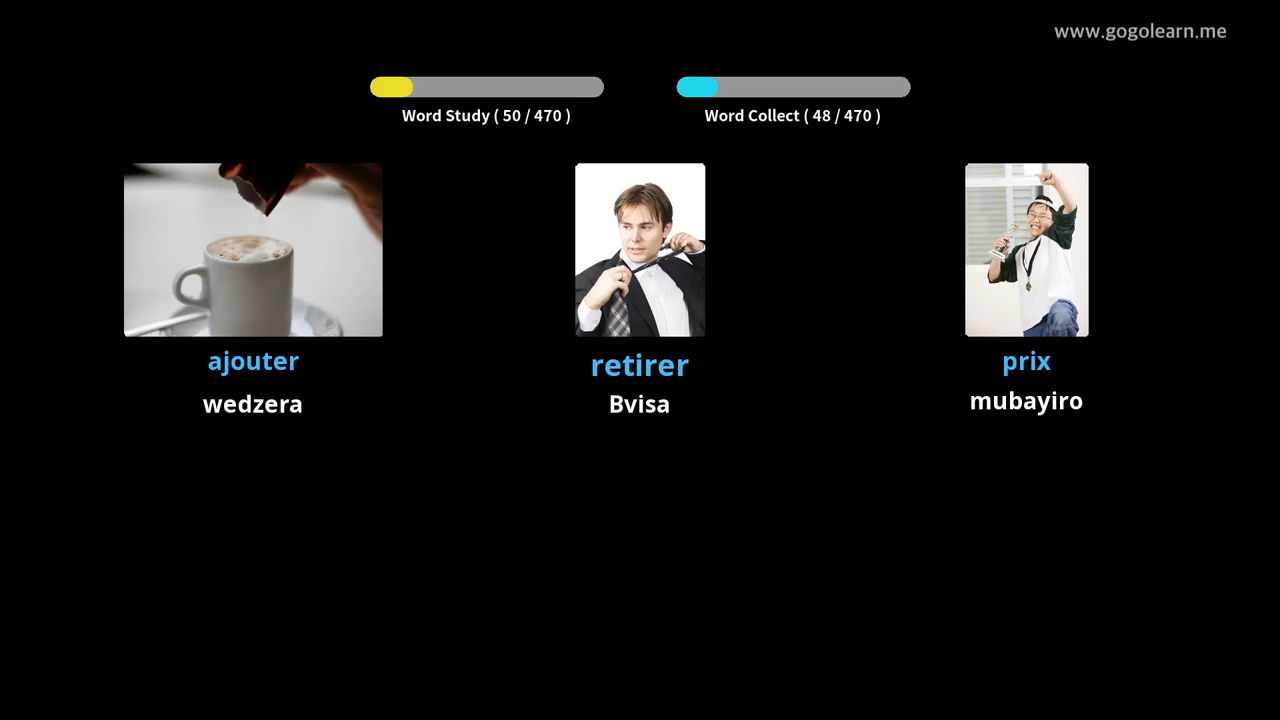 www.gogolearn.me
Word Study ( 50 / 470 )
Word Collect ( 48 / 470 )
ajouter
retirer
prix
wedzera
Bvisa
mubayiro